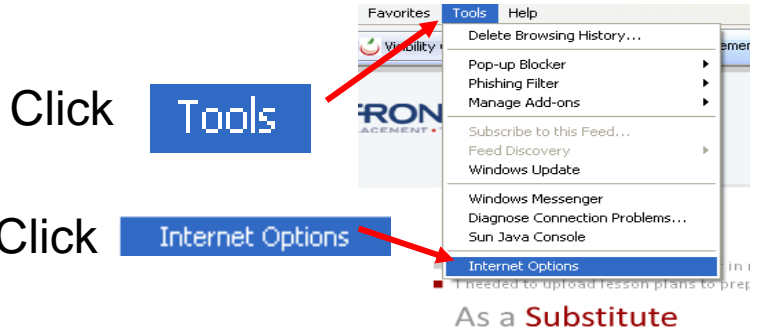 Favorites Tools Help
Delete Browsing History...
Visibility
Pop-up Blocker
Phishing Filter
Manage Add-ons
Click Tools
Subscribe to this Feed...
Feed Discovery
Windows Update
Windows Messenger
Diagnose Connection Problems...
Sun Java Console
Click Internet Options
Internet Options
I needed to upload lesson plans to prep
As a Substitute